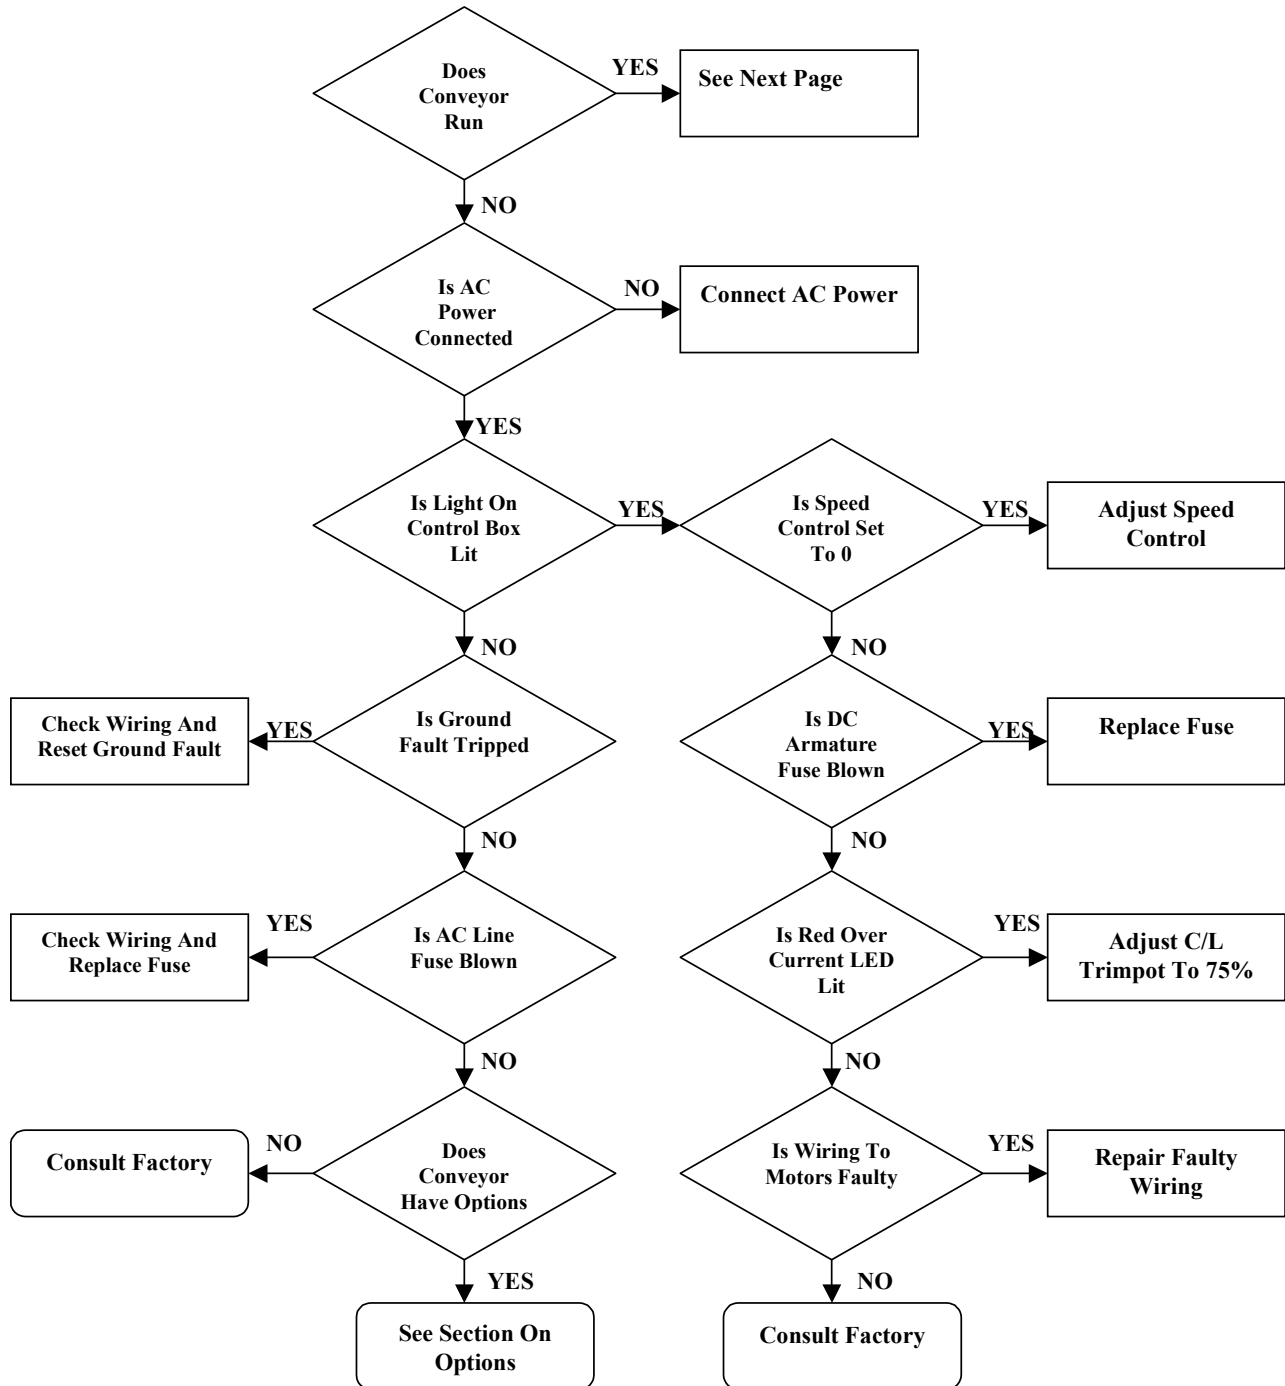 Does
Conveyor
Run
YES
See Next Page
NO
Is AC
Power
Connected
NO
Connect AC Power
YES
Is Light On
Control Box
Lit
YES
Is Speed
Control Set
To 0
YES
Adjust Speed
Control
NO
NO
Check Wiring And
Reset Ground Fault
YES
Is Ground
Fault Tripped
Is DC
Armature
Fuse Blown
YES
Replace Fuse
NO
NO
Check Wiring And
Replace Fuse
YES
Is AC Line
Fuse Blown
Is Red Over
Current LED
Lit
YES
Adjust C/L
Trimpot To 75%
NO
NO
Consult Factory
NO
Does
Conveyor
Have Options
Is Wiring To
Motors Faulty
YES
Repair Faulty
Wiring
YES
NO
See Section On
Options
Consult Factory